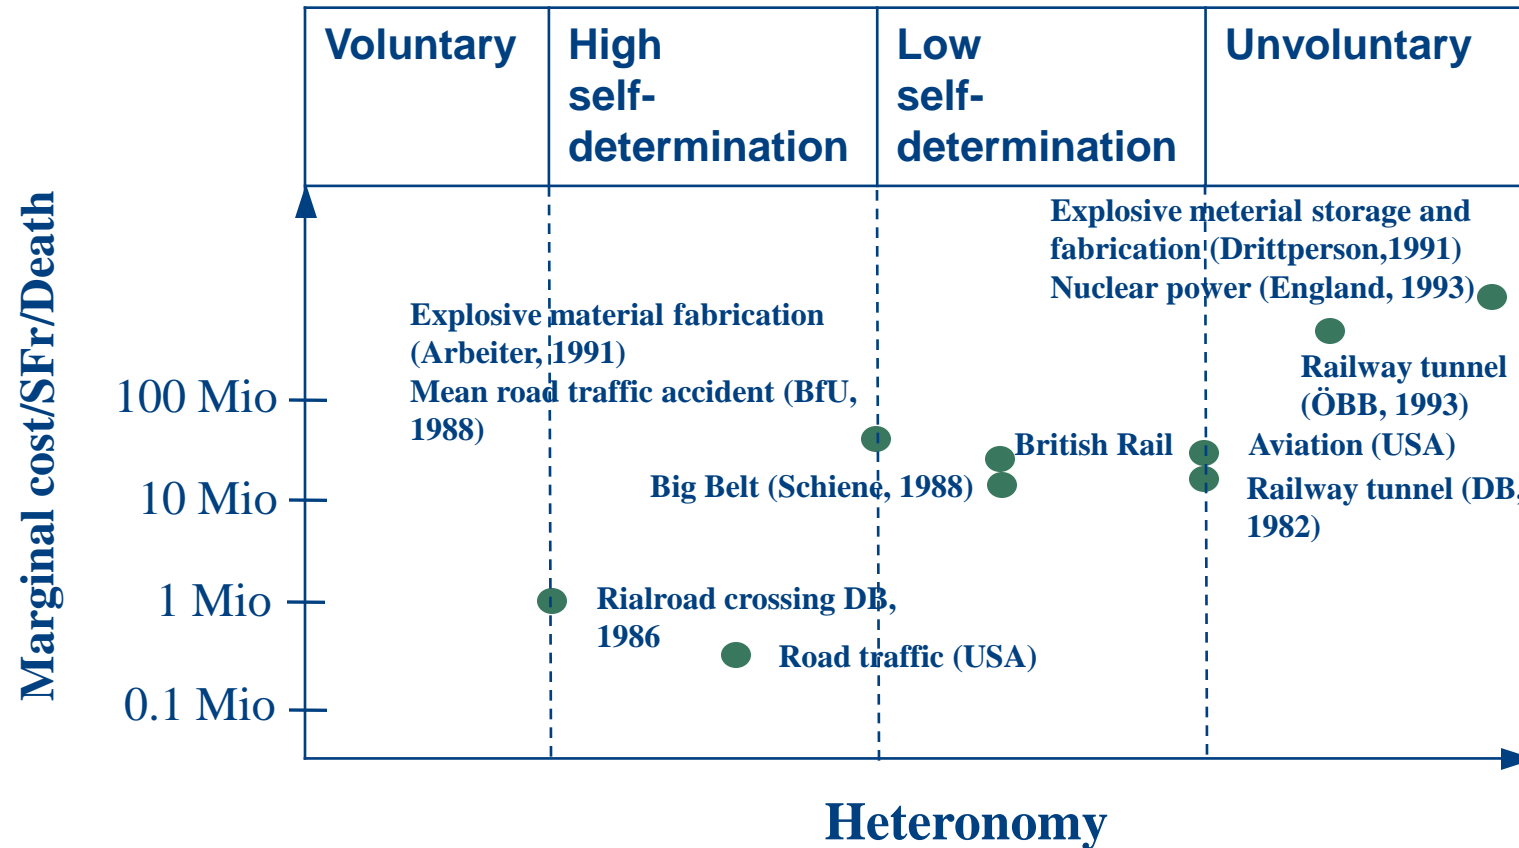 Voluntary
High
self-
determination
Low
self-
determination
Unvoluntary
Marginal cost/SFr/Death
Explosive meterial storage and
fabrication (Drittperson,1991)
Nuclear power (England, 1993)
Explosive material fabrication
(Arbeiter, 1991)
Mean road traffic accident (BfU,
1988)
Railway tunnel
(ÖBB, 1993)
100 Mio
British Rail
Aviation (USA)
Big Belt (Schiene, 1988)
Railway tunnel (DB,
1982)
10 Mio
1 Mio
Rialroad crossing DB,
1986
Road traffic (USA)
0.1 Mio
Heteronomy